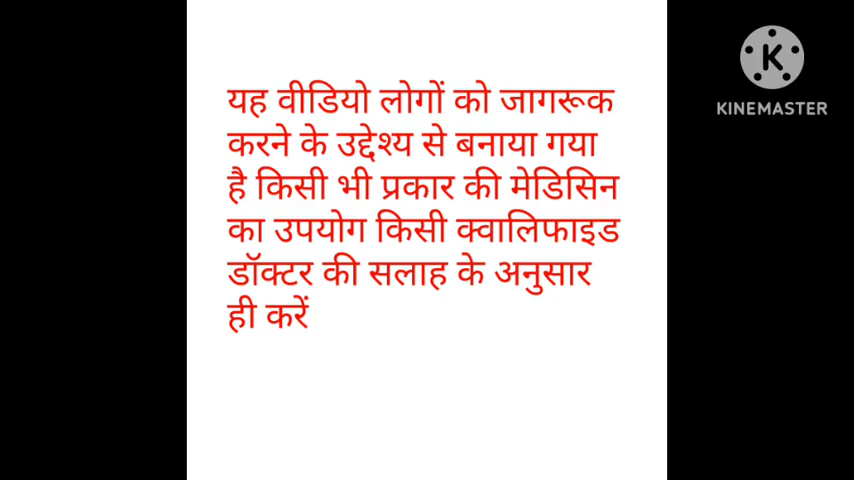 यह वीडियो लोगों को जागरूक
करने के उद्देश्य से बनाया गया
है किसी भी प्रकार की मेडिसिन
का उपयोग किसी क्वालिफाइड
डॉक्टर की सलाह के अनुसार
ही करें
K
KINEMASTER